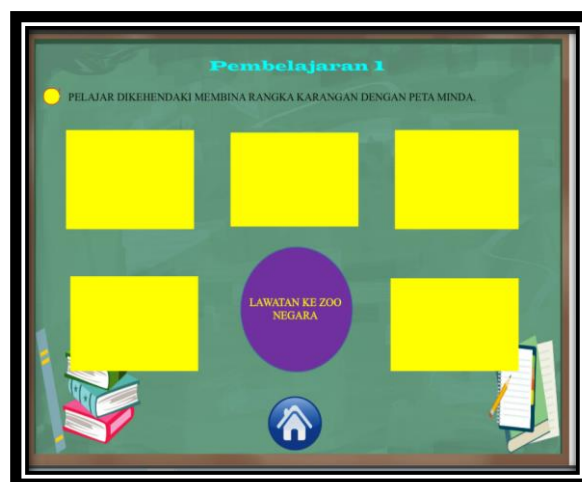 Pembelajaran 1
PELAJAR DIKEHENDAKI MEMBINA RANGKA KARANGAN DENGAN PETA MINDA.
LAWATAN KE ZOO
NEGARA